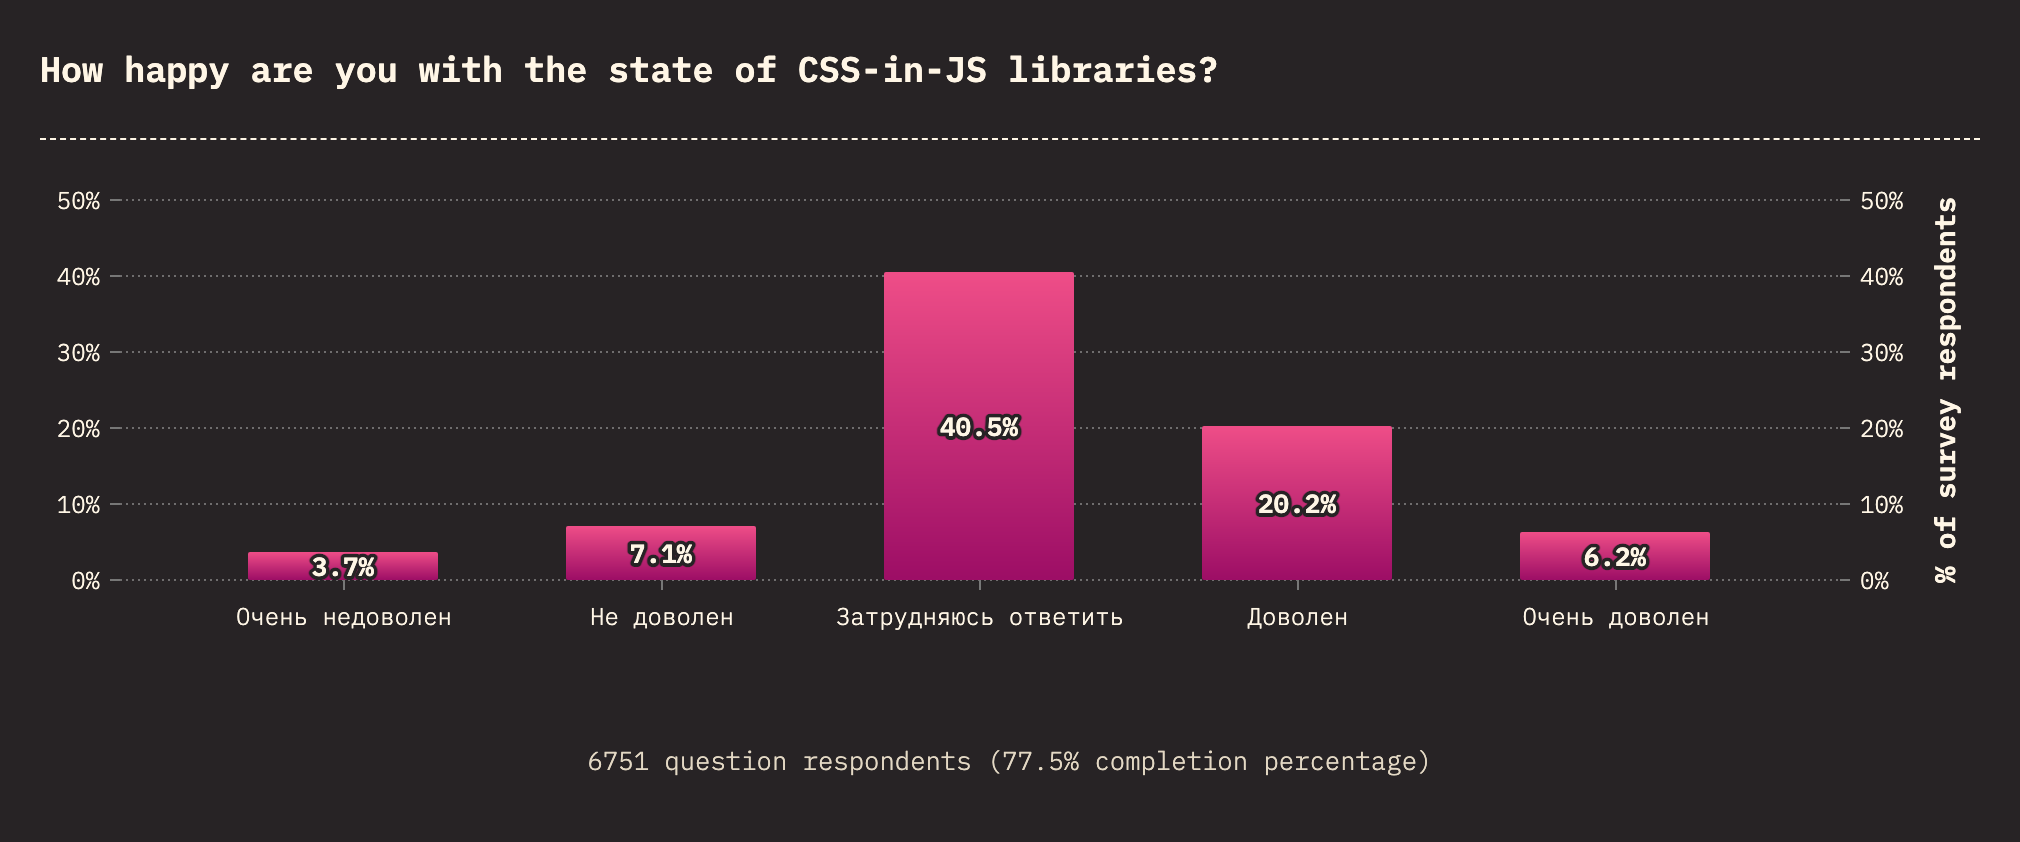 How happy are you with the state of CSS-in-JS libraries?
50%
40%
30%
20%
10%
0%
3.7%
7.1%
40.5%
20.2%
6.2%
50%
40%
30%
20%
10%
0%
% of survey respondents
Очень недоволен
Не доволен
Затрудняюсь ответить
Доволен
Очень доволен
6751 question respondents (77.5% completion percentage)